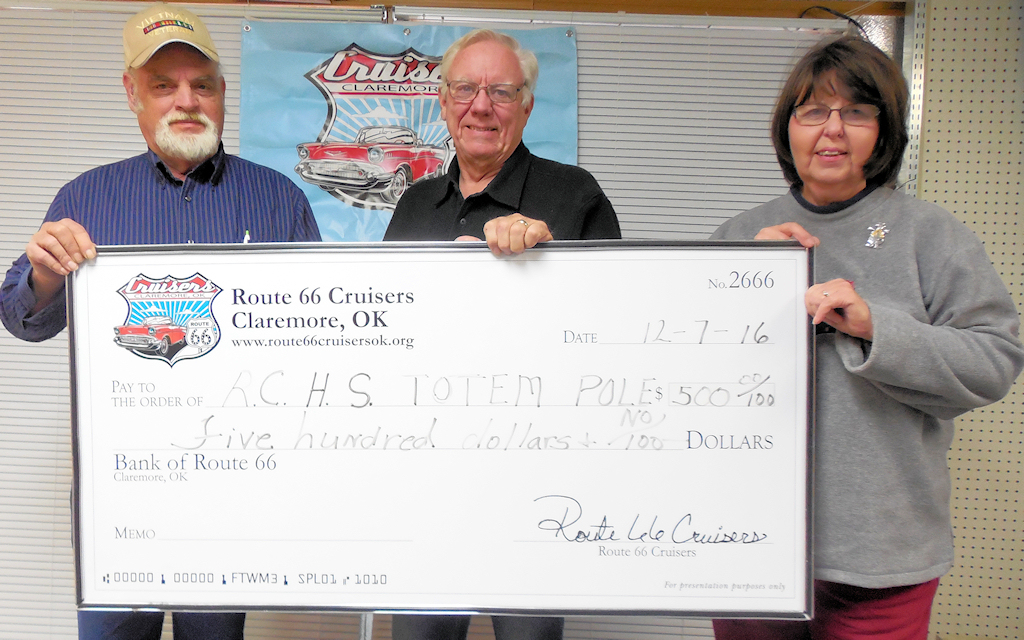 VIETNAM
VETERAN
Cruise
CLAREMORE
Cruisers
CLAREMORE, OK
ROUTE
66
Route 66 Cruisers
Claremore, OK
www.route66cruisersok.org
No. 2666
DATE 12-7-16
PAY TO
THE ORDER OF R.C.H.S. TOTEM POLE $ 500 00/100
Five hundred dollars + NO/100 DOLLARS
Bank of Route 66
Claremore, OK
MEMO
Route 66 Cruisers
Route 66 Cruisers
00000 00000 FTWM3 SPL01 1010
For presentation purposes only